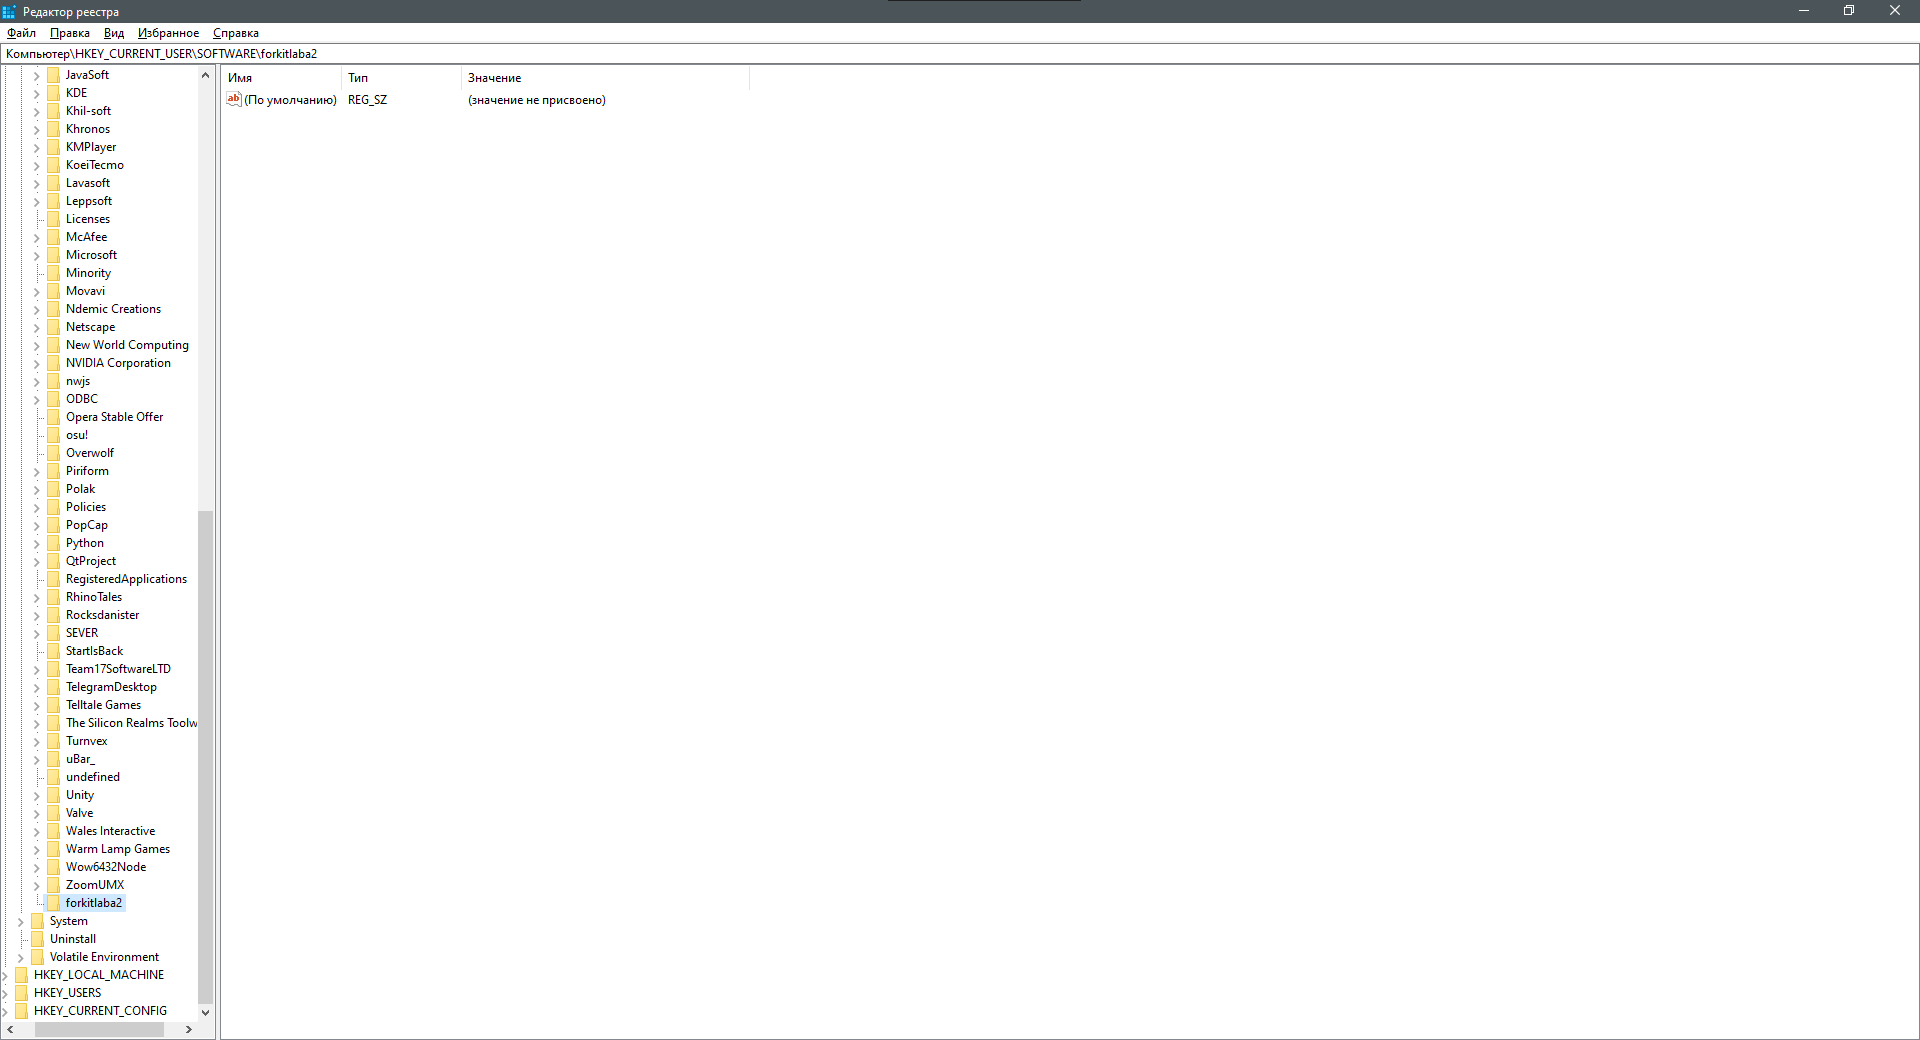 Редактор реестра
Файл Правка Вид Избранное Справка
Компьютер\HKEY_CURRENT_USER\SOFTWARE\forkitlaba2
JavaSoft
KDE
Khil-soft
Khronos
KMPlayer
KoeiTecmo
Lavasoft
Leppsoft
Licenses
McAfee
Microsoft
Minority
Movavi
Ndemic Creations
Netscape
New World Computing
NVIDIA Corporation
nwjs
ODBC
Opera Stable Offer
osu!
Overwolf
Piriform
Polak
Policies
PopCap
Python
QtProject
RegisteredApplications
RhinoTales
Rocksdanister
SEVER
StartIsBack
Team17SoftwareLTD
TelegramDesktop
Telltale Games
The Silicon Realms Toolw
Turnvex
uBar_
undefined
Unity
Valve
Wales Interactive
Warm Lamp Games
Wow6432Node
ZoomUMX
forkitlaba2
System
Uninstall
Volatile Environment
HKEY_LOCAL_MACHINE
HKEY_USERS
HKEY_CURRENT_CONFIG
Имя Тип Значение
ab (По умолчанию) REG_SZ (значение не присвоено)